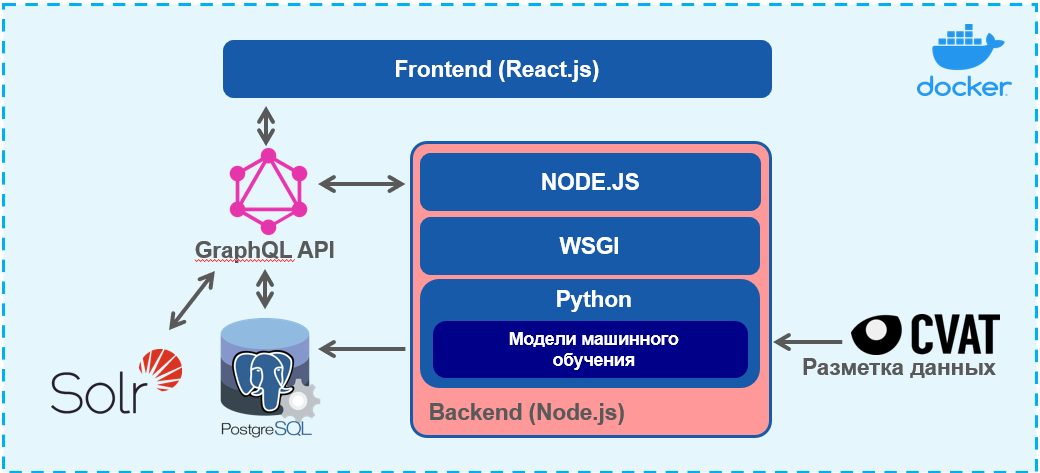 Frontend (React.js)
docker
NODE.JS
GraphQL API
WSGI
Python
Модели машинного
обучения
CVAT
Разметка данных
Solr
PostgreSQL
Backend (Node.js)